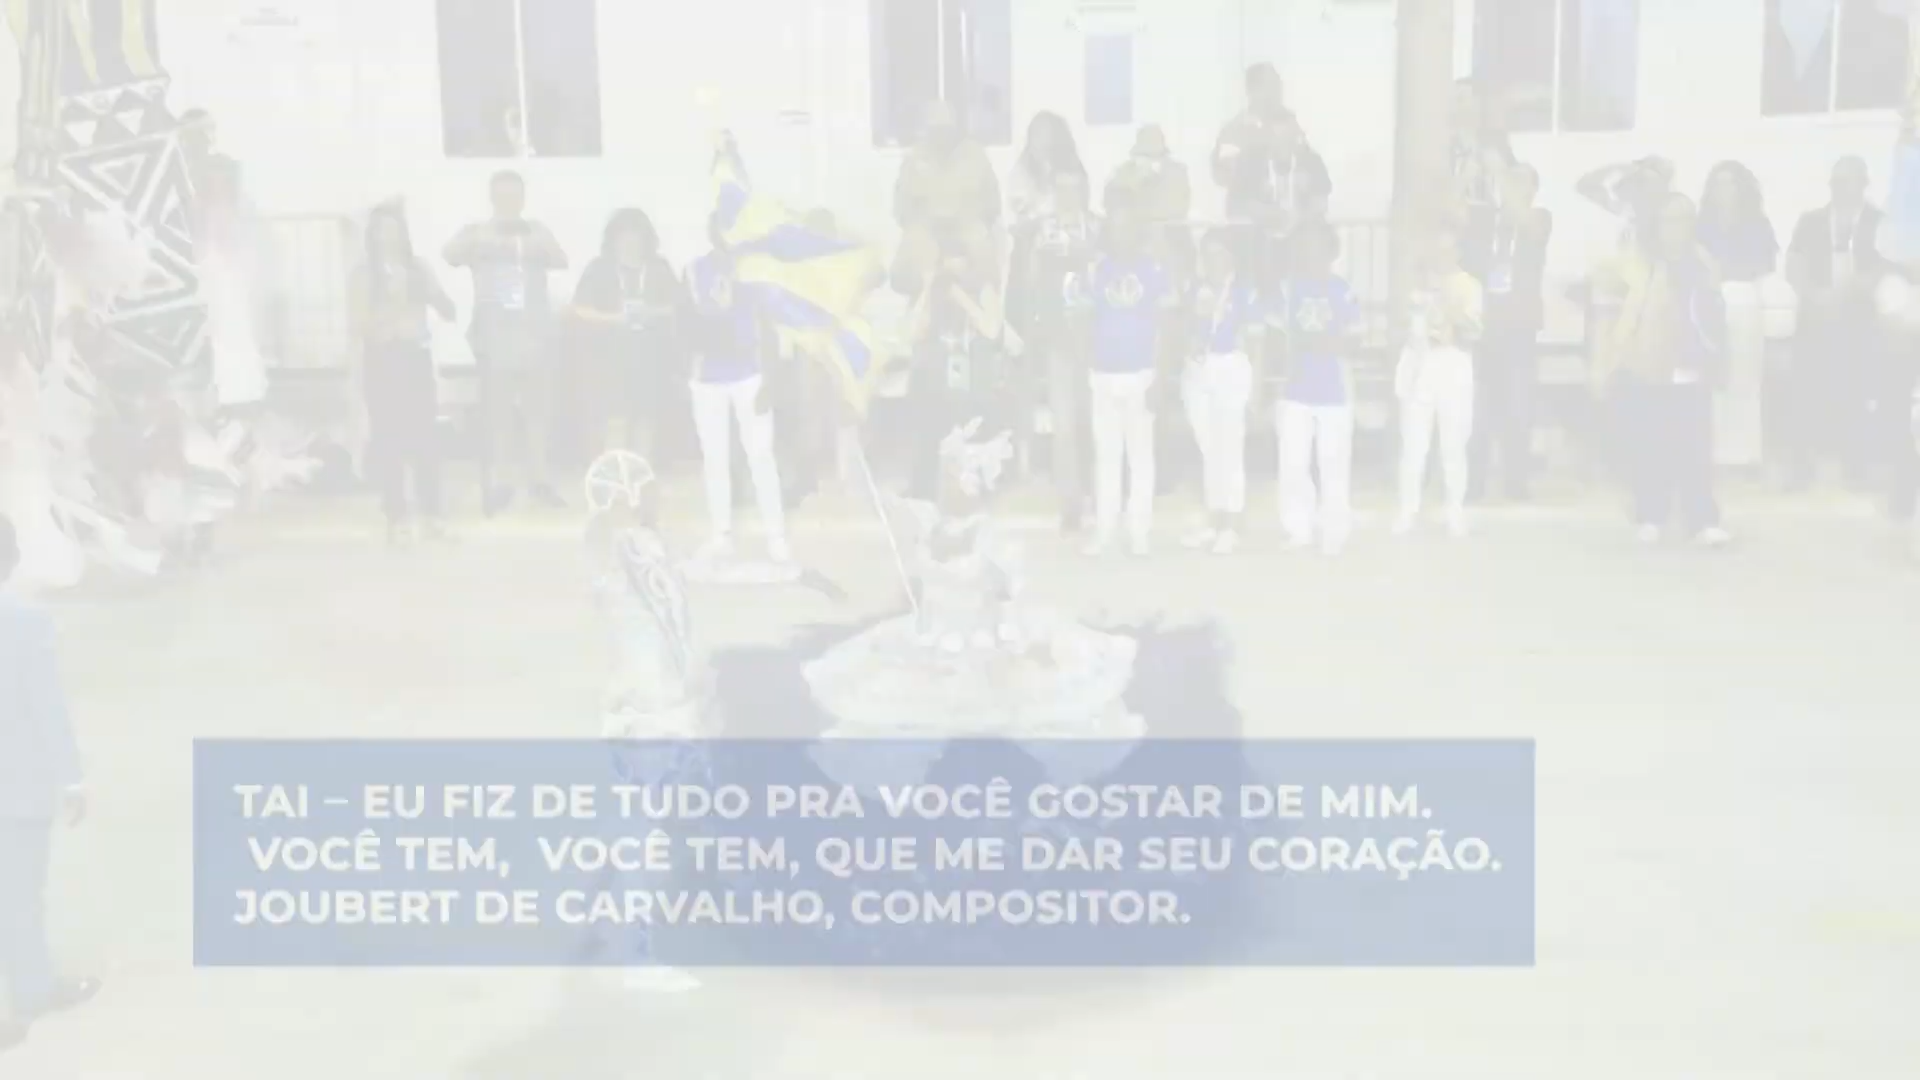 TAI – EU FIZ DE TUDO PRA VOCÊ GOSTAR DE MIM.
VOCÊ TEM, VOCÊ TEM, QUE ME DAR SEU CORAÇÃO.
JOUBERT DE CARVALHO, COMPOSITOR.